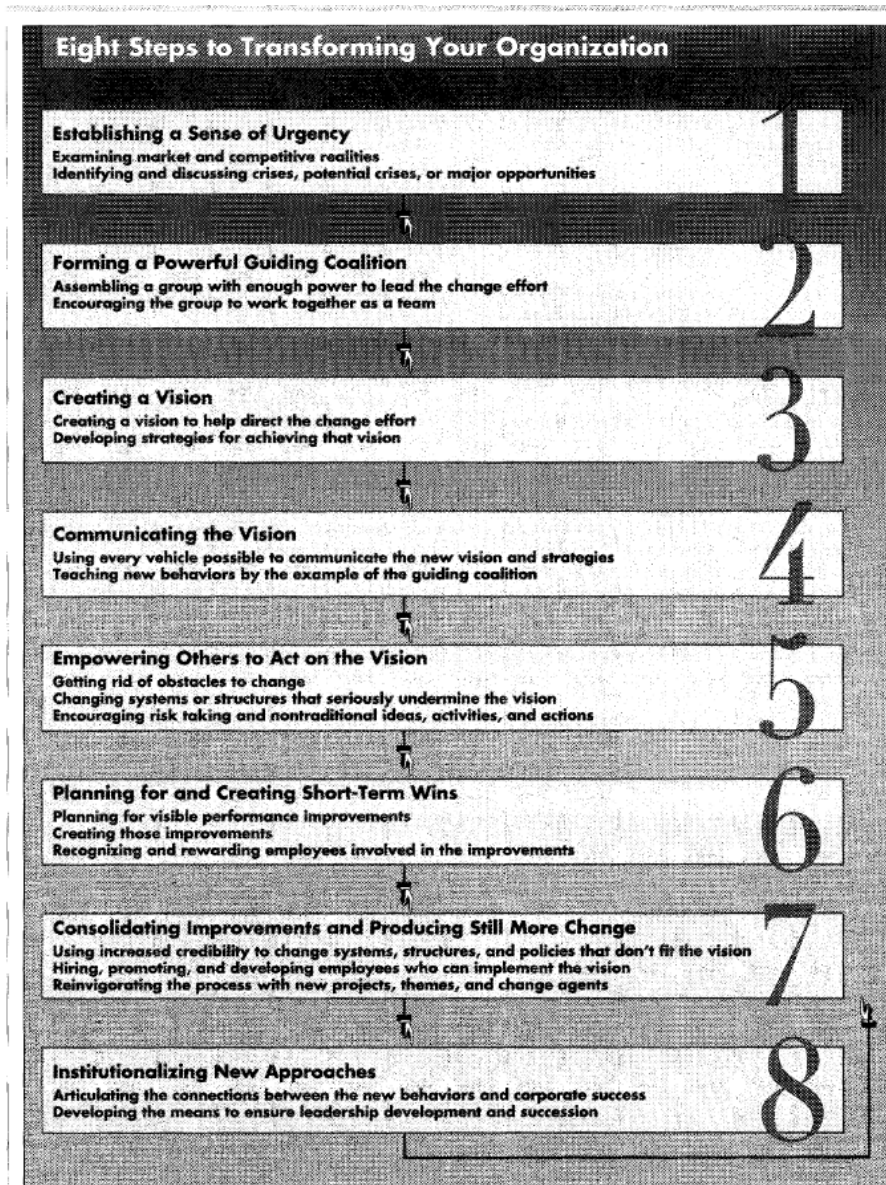 Eight Steps to Transforming Your Organization
1
Establishing a Sense of Urgency
Examining market and competitive realities
Identifying and discussing crises, potential crises, or major opportunities
2
Forming a Powerful Guiding Coalition
Assembling a group with enough power to lead the change effort
Encouraging the group to work together as a team
3
Creating a Vision
Creating a vision to help direct the change effort
Developing strategies for achieving that vision
4
Communicating the Vision
Using every vehicle possible to communicate the new vision and strategies
Teaching new behaviors by the example of the guiding coalition
5
Empowering Others to Act on the Vision
Getting rid of obstacles to change
Changing systems or structures that seriously undermine the vision
Encouraging risk taking and nontraditional ideas, activities, and actions
6
Planning for and Creating Short-Term Wins
Planning for visible performance improvements
Creating those improvements
Recognizing and rewarding employees involved in the improvements
7
Consolidating Improvements and Producing Still More Change
Using increased credibility to change systems, structures, and policies that don't fit the vision
Hiring, promoting, and developing employees who can implement the vision
Reinvigorating the process with new projects, themes, and change agents
8
Institutionalizing New Approaches
Articulating the connections between the new behaviors and corporate success
Developing the means to ensure leadership development and succession